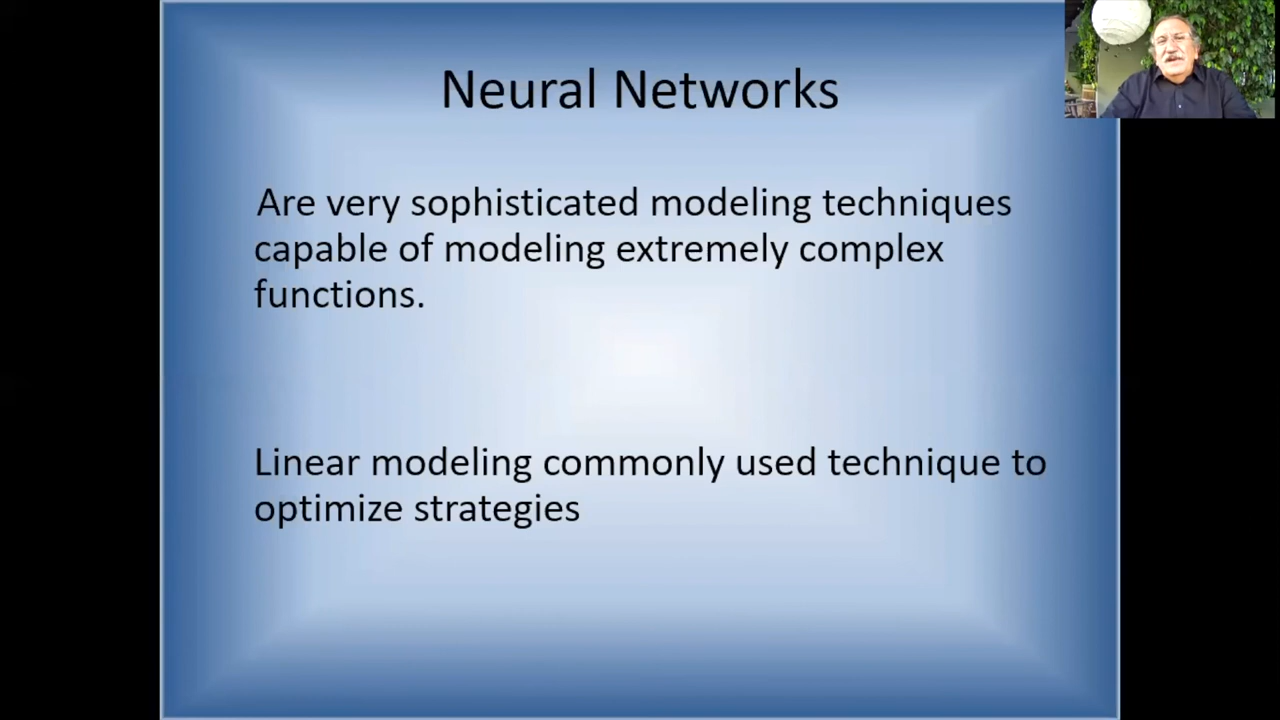 Neural Networks
Are very sophisticated modeling techniques
capable of modeling extremely complex
functions.
Linear modeling commonly used technique to
optimize strategies